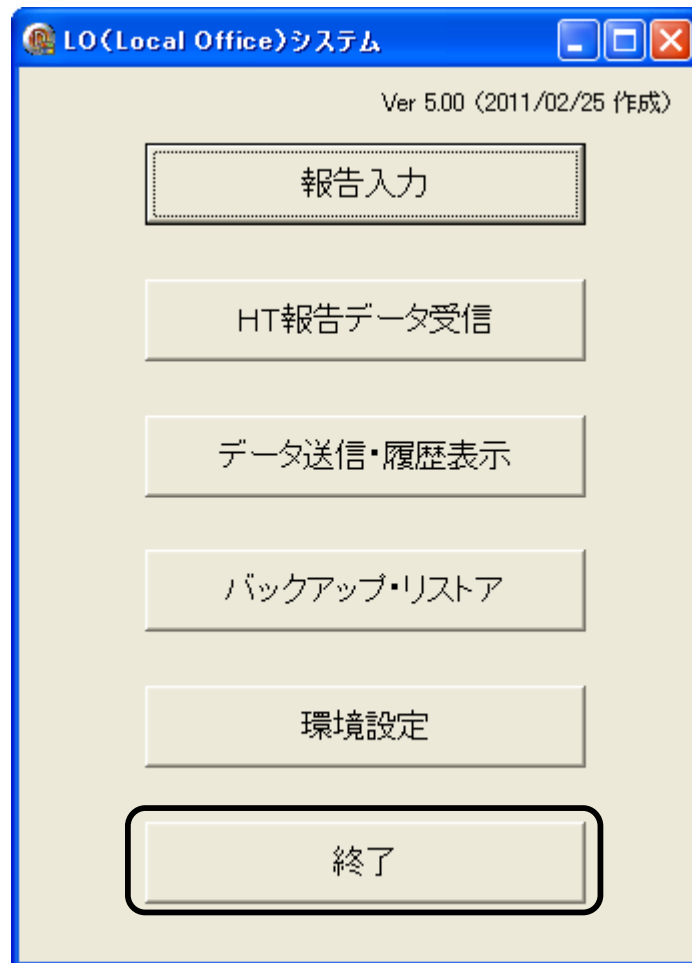 LO(Local Office)システム
Ver 5.00 (2011/02/25 作成)
報告入力
HT報告データ受信
データ送信・履歴表示
バックアップ・リストア
環境設定
終了